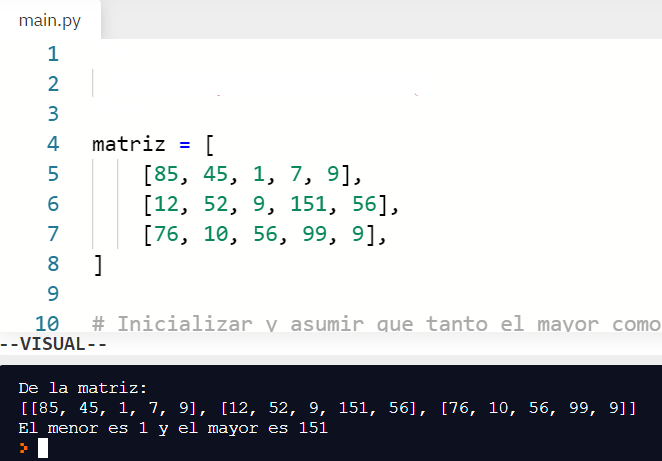 main.py
1
2
3
4 matriz = [
5 [85, 45, 1, 7, 9],
6 [12, 52, 9, 151, 56],
7 [76, 10, 56, 99, 9],
8 ]
9
10 # Inicializar y asumir que tanto el mayor como
--VISUAL--
De la matriz:
[[85, 45, 1, 7, 9], [12, 52, 9, 151, 56], [76, 10, 56, 99, 9]]
El menor es 1 y el mayor es 151
>